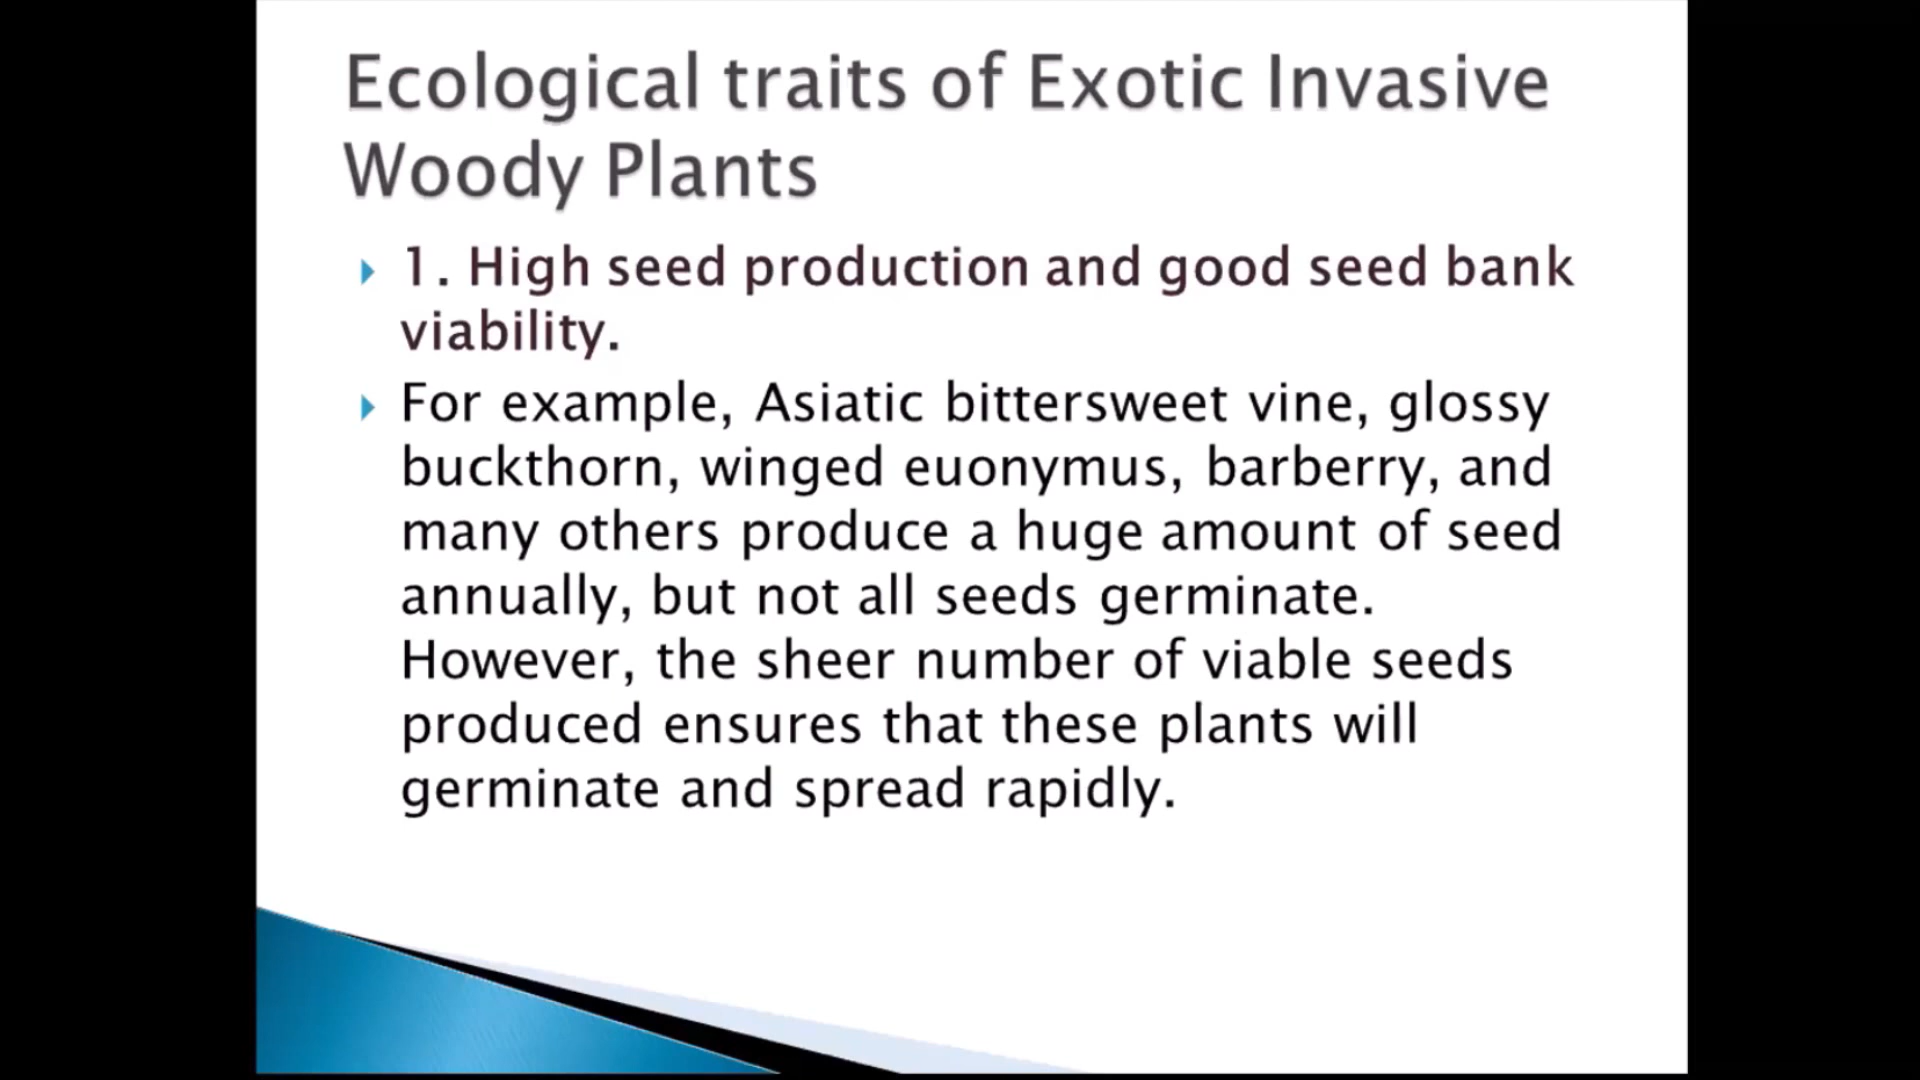 Ecological traits of Exotic Invasive
Woody Plants
1. High seed production and good seed bank
viability.
For example, Asiatic bittersweet vine, glossy
buckthorn, winged euonymus, barberry, and
many others produce a huge amount of seed
annually, but not all seeds germinate.
However, the sheer number of viable seeds
produced ensures that these plants will
germinate and spread rapidly.